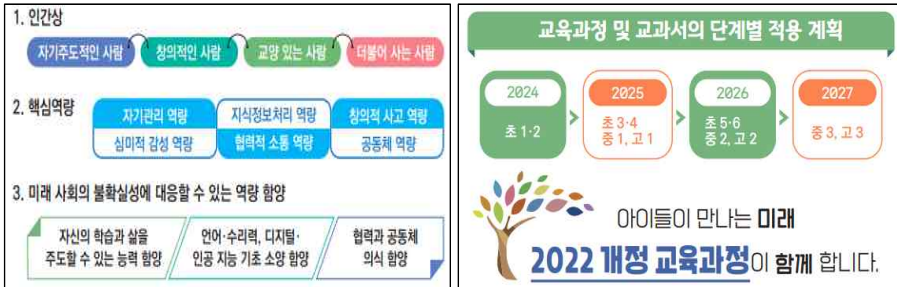 1. 인간상
자기주도적인 사람 창의적인 사람 교양 있는 사람 더불어 사는 사람
2. 핵심역량
자기관리 역량 지식정보처리 역량 창의적 사고 역량
심미적 감성 역량 협력적 소통 역량 공동체 역량
3. 미래 사회의 불확실성에 대응할 수 있는 역량 함양
자신의 학습과 삶을
주도할 수 있는 능력 함양
언어·수리력, 디지털·
인공 지능 기초 소양 함양
협력과 공동체
의식 함양
교육과정 및 교과서의 단계별 적용 계획
2024
초 1·2
2025
초 3·4
중 1, 고 1
2026
초 5·6
중 2, 고 2
2027
중 3, 고 3
아이들이 만나는 미래
2022 개정 교육과정이 함께 합니다.